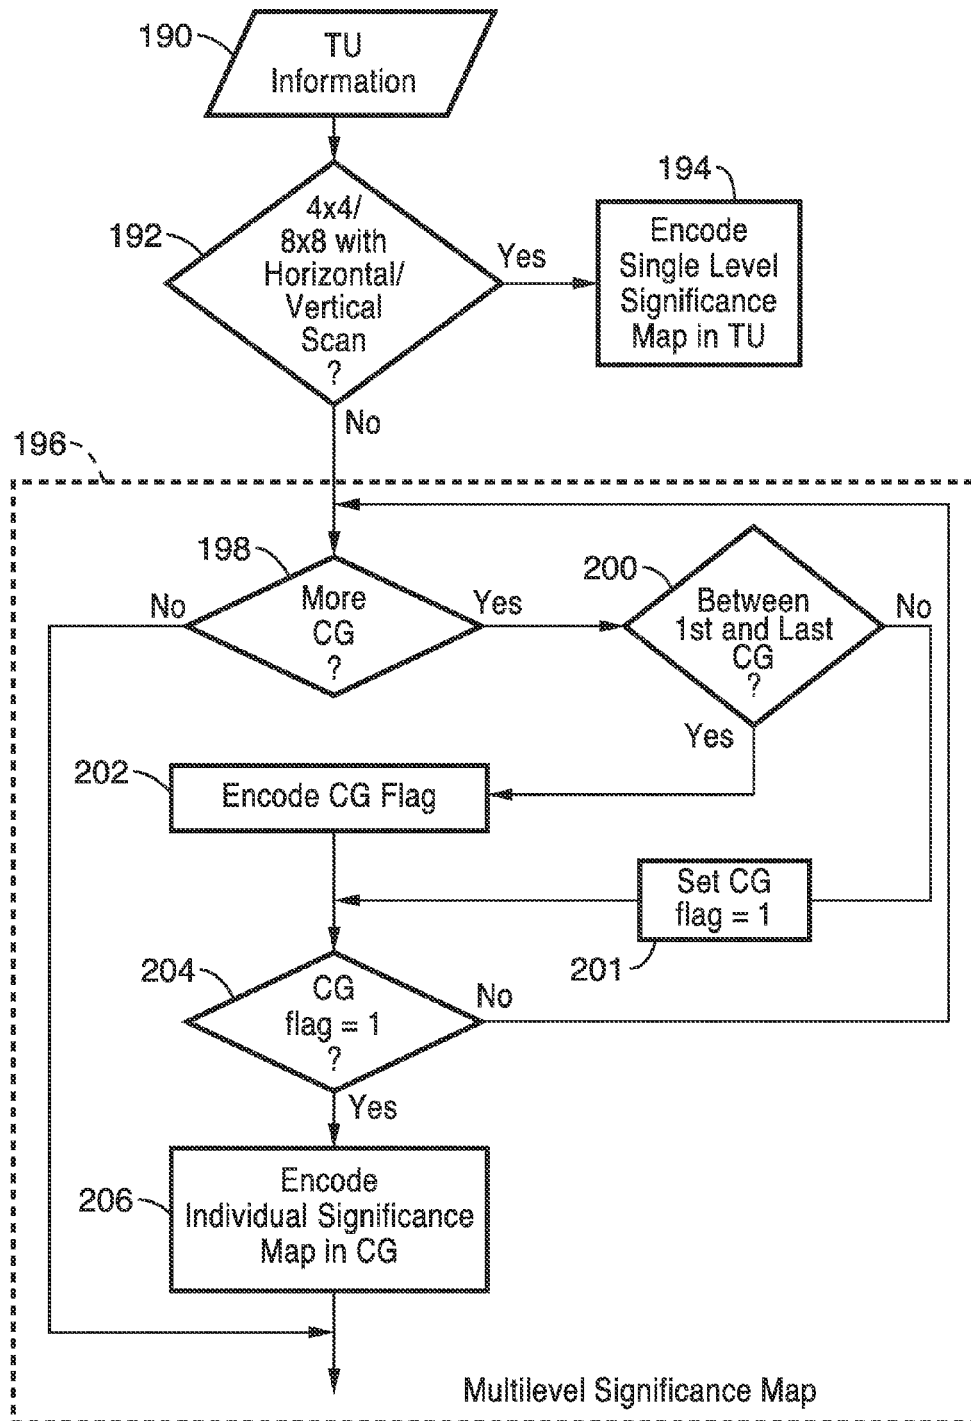 190
TU
Information
192
4x4/
8x8 with
Horizontal/
Vertical
Scan
?
Yes
194
Encode
Single Level
Significance
Map in TU
No
196
198
More
CG
?
No
Yes
200
Between
1st and Last
CG
?
No
Yes
202
Encode CG Flag
Set CG
flag = 1
201
204
CG
flag = 1
?
No
Yes
206
Encode
Individual Significance
Map in CG
Multilevel Significance Map